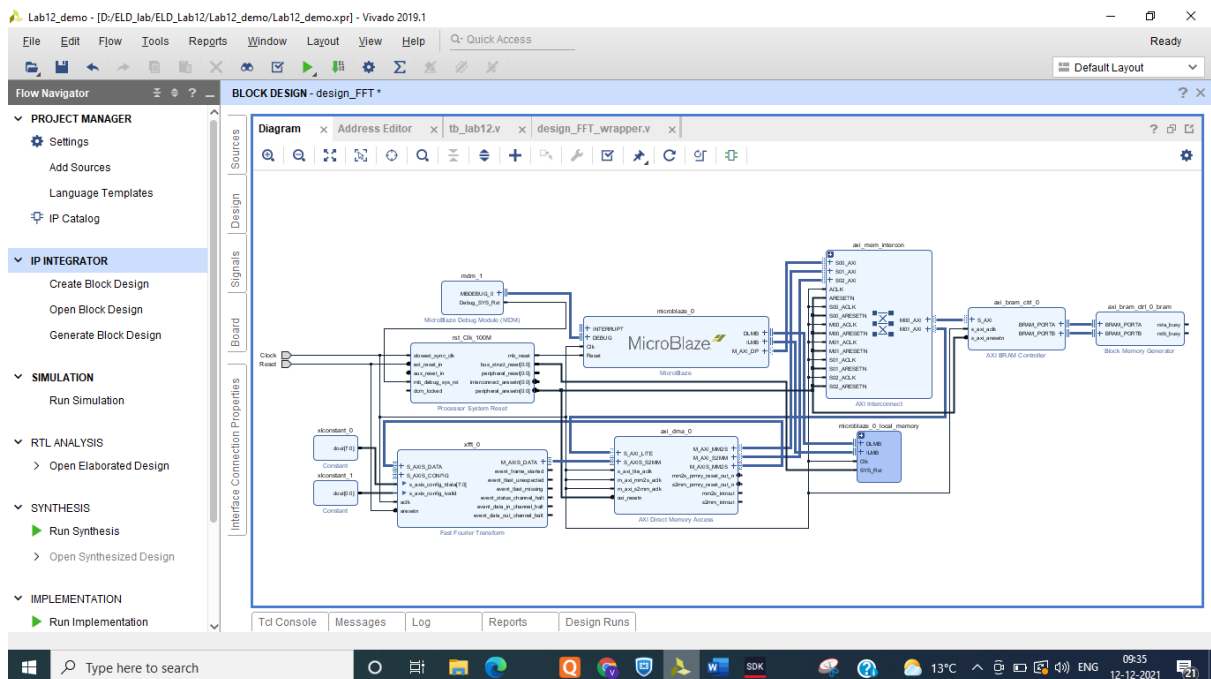 Lab12_demo - [D:/ELD_lab/ELD_Lab12/Lab12_demo/Lab12_demo.xpr] - Vivado 2019.1
File Edit Flow Tools Reports Window Layout View Help Q- Quick Access Ready
Default Layout
Flow Navigator
BLOCK DESIGN - design_FFT *
PROJECT MANAGER
Settings
Add Sources
Language Templates
IP Catalog
IP INTEGRATOR
Create Block Design
Open Block Design
Generate Block Design
SIMULATION
Run Simulation
RTL ANALYSIS
Open Elaborated Design
SYNTHESIS
Run Synthesis
Open Synthesized Design
IMPLEMENTATION
Run Implementation
Sources
Design
Signals
Board
Interface Connection Properties
Diagram Address Editor tb_lab12.v design_FFT_wrapper.v
Clock
Reset
mdm_1
MBDEBUG_0
Debug_SYS_Rst
MicroBlaze Debug Module (MDM)
rst_Clk_100M
slowest_sync_clk
ext_reset_in
aux_reset_in
mb_debug_sys_rst
dcm_locked
mb_reset
bus_struct_reset[0:0]
peripheral_reset[0:0]
interconnect_aresetn[0:0]
peripheral_aresetn[0:0]
Processor System Reset
microblaze_0
INTERRUPT
DEBUG
Clk
Reset
MicroBlaze
DLMB
ILMB
M_AXI_DP
MicroBlaze
xlconstant_0
dout[7:0]
Constant
xlconstant_1
dout[0:0]
Constant
xfft_0
S_AXIS_DATA
S_AXIS_CONFIG
s_axis_config_tdata[7:0]
s_axis_config_tvalid
aclk
aresetn
M_AXIS_DATA
event_frame_started
event_tlast_unexpected
event_tlast_missing
event_status_channel_halt
event_data_in_channel_halt
event_data_out_channel_halt
Fast Fourier Transform
axi_dma_0
S_AXI_LITE
S_AXIS_S2MM
s_axi_lite_aclk
m_axi_mm2s_aclk
m_axi_s2mm_aclk
axi_resetn
M_AXI_MM2S
M_AXI_S2MM
M_AXIS_MM2S
mm2s_prmry_reset_out_n
s2mm_prmry_reset_out_n
mm2s_introut
s2mm_introut
AXI Direct Memory Access
axi_mem_intercon
S00_AXI
S01_AXI
S02_AXI
ACLK
ARESETN
S00_ACLK
S00_ARESETN
M00_ACLK
M00_ARESETN
M01_ACLK
M01_ARESETN
S01_ACLK
S01_ARESETN
S02_ACLK
S02_ARESETN
M00_AXI
M01_AXI
AXI Interconnect
microblaze_0_local_memory
DLMB
ILMB
Clk
SYS_Rst
axi_bram_ctrl_0
S_AXI
s_axi_aclk
s_axi_aresetn
BRAM_PORTA
BRAM_PORTB
AXI BRAM Controller
axi_bram_ctrl_0_bram
BRAM_PORTA
BRAM_PORTB
rsta_busy
rstb_busy
Block Memory Generator
Tcl Console Messages Log Reports Design Runs
Type here to search
SDK
13°C ENG
09:35
12-12-2021
21